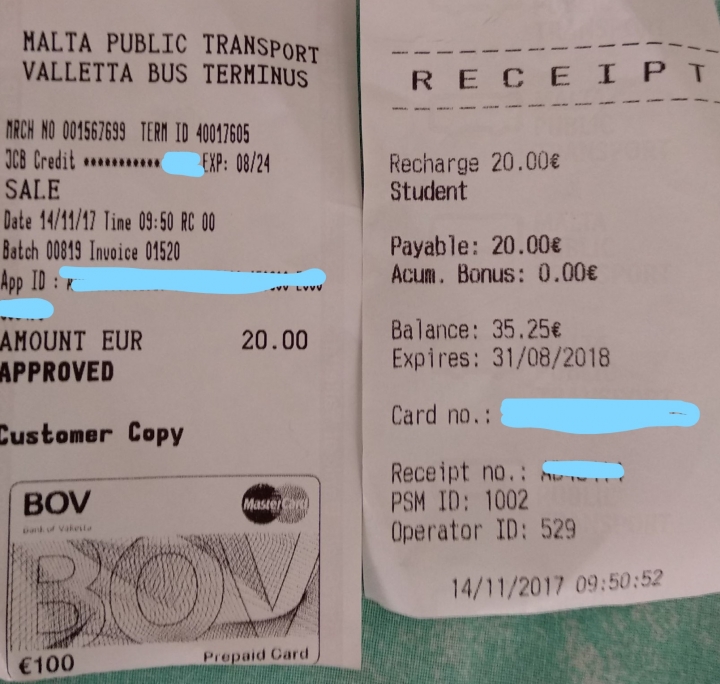 MALTA PUBLIC TRANSPORT
VALLETTA BUS TERMINUS
MRCH NO 001567699 TERM ID 40017605
JCB Credit ••••••••••• EXP: 08/24
SALE
Date 14/11/17 Time 09:50 RC 00
Batch 00819 Invoice 01520
App ID :
AMOUNT EUR 20.00
APPROVED
Customer Copy
BOV
Bank of Valletta
MasterCard
BOV
€100 Prepaid Card
RECEIPT
Recharge 20.00€
Student
Payable: 20.00€
Acum. Bonus: 0.00€
Balance: 35.25€
Expires: 31/08/2018
Card no.:
Receipt no.:
PSM ID: 1002
Operator ID: 529
14/11/2017 09:50:52